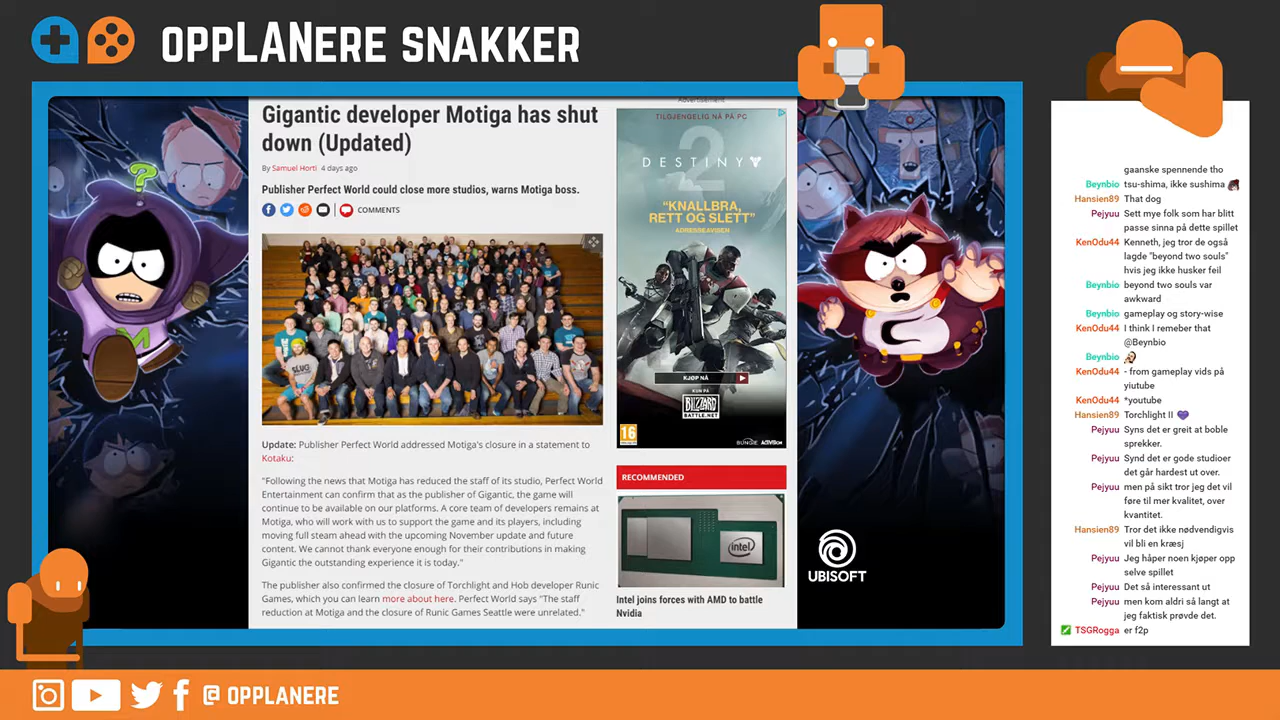 OPPLANERE SNAKKER
Gigantic developer Motiga has shut
down (Updated)
By Samuel Horti 4 days ago
Publisher Perfect World could close more studios, warns Motiga boss.
COMMENTS
Update: Publisher Perfect World addressed Motiga's closure in a statement to
Kotaku:
"Following the news that Motiga has reduced the staff of its studio, Perfect World
Entertainment can confirm that as the publisher of Gigantic, the game will
continue to be available on our platforms. A core team of developers remains at
Motiga, who will work with us to support the game and its players, including
moving full steam ahead with the upcoming November update and future
content. We cannot thank everyone enough for their contributions in making
Gigantic the outstanding experience it is today."
The publisher also confirmed the closure of Torchlight and Hob developer Runic
Games, which you can learn more about here. Perfect World says "The staff
reduction at Motiga and the closure of Runic Games Seattle were unrelated."
Advertisement
TILGJENGELIG NÅ PÅ PC
2
DESTINY
"KNALLBRA,
RETT OG SLETT"
ADRESSEAVISEN
KJØP NÅ
KUN PÅ
BLIZZARD
BATTLE.NET
16
BUNGIE ACTIVISION
RECOMMENDED
intel
Intel joins forces with AMD to battle
Nvidia
UBISOFT
gaanske spennende tho
Beynbio tsu-shima, ikke sushima
Hansien89 That dog
Pejyuu Sett mye folk som har blitt
passe sinna på dette spillet
KenOdu44 Kenneth, jeg tror de også
lagde "beyond two souls"
hvis jeg ikke husker feil
Beynbio beyond two souls var
awkward
Beynbio gameplay og story-wise
KenOdu44 I think I remeber that
@Beynbio
Beynbio
KenOdu44 - from gameplay vids på
yiutube
KenOdu44 *youtube
Hansien89 Torchlight II
Pejyuu Syns det er greit at boble
sprekker.
Pejyuu Synd det er gode studioer
det går hardest ut over.
Pejyuu men på sikt tror jeg det vil
føre til mer kvalitet, over
kvantitet.
Hansien89 Tror det ikke nødvendigvis
vil bli en kræsj
Pejyuu Jeg håper noen kjøper opp
selve spillet
Pejyuu Det så interessant ut
Pejyuu men kom aldri så langt at
jeg faktisk prøvde det.
TSGRogga er f2p
@ OPPLANERE